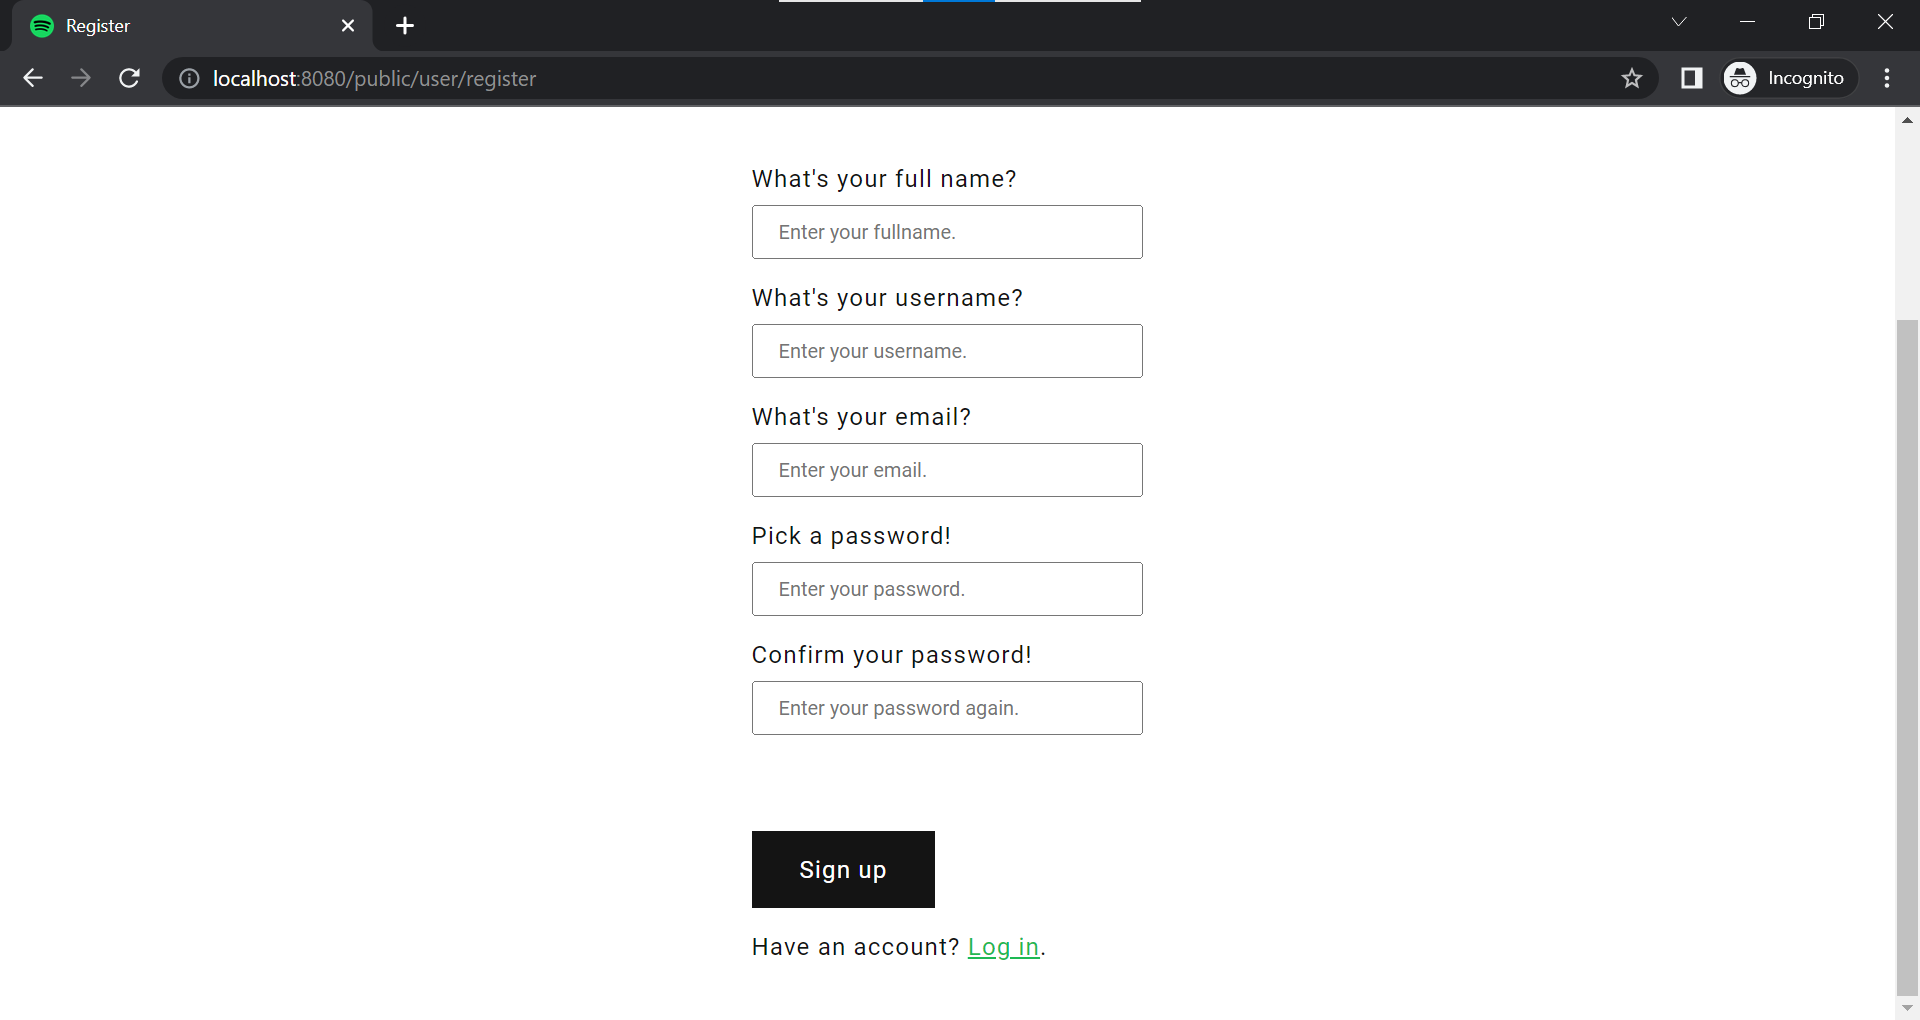 Register
localhost:8080/public/user/register
Incognito
What's your full name?
Enter your fullname.
What's your username?
Enter your username.
What's your email?
Enter your email.
Pick a password!
Enter your password.
Confirm your password!
Enter your password again.
Sign up
Have an account? Log in.